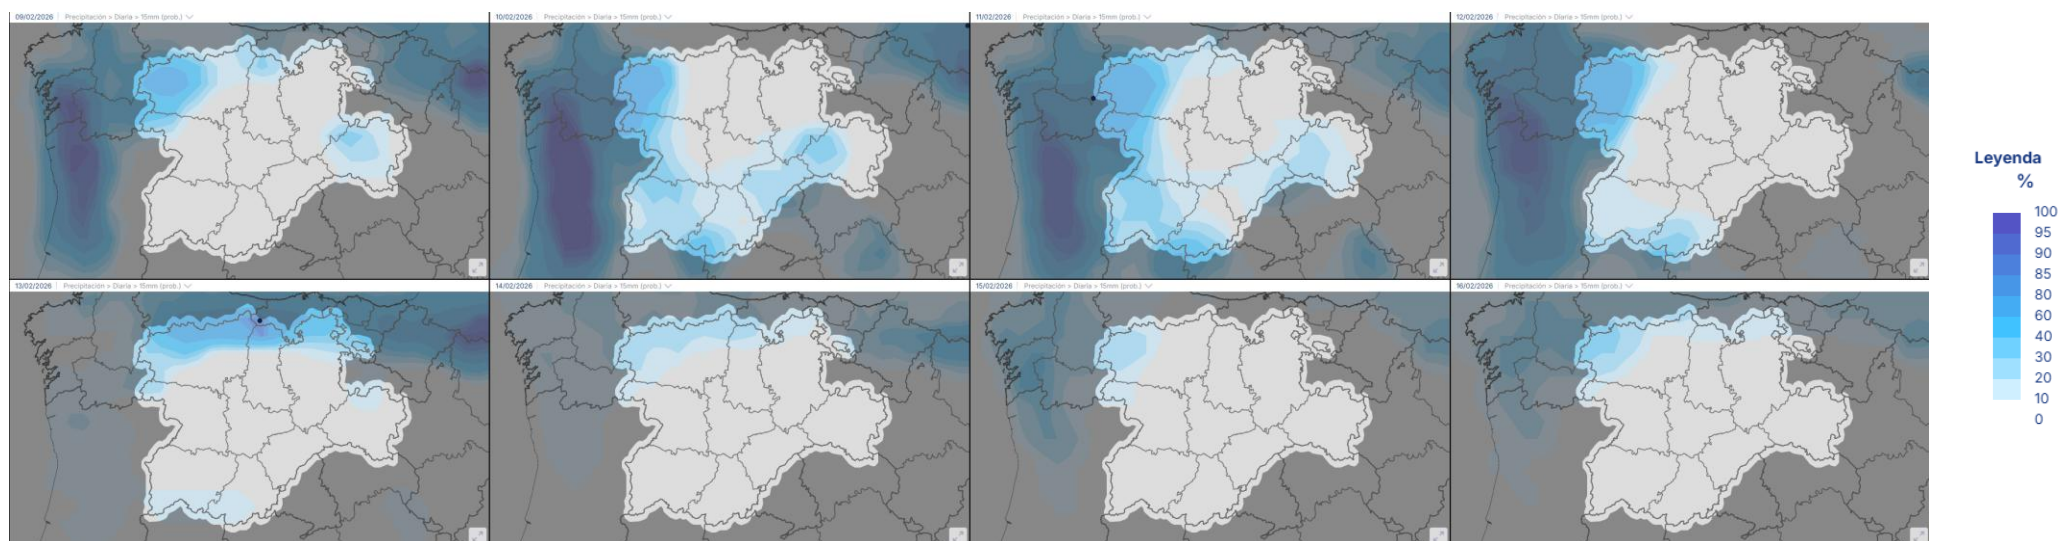 09/02/2026 Precipitación > Diaria > 15mm (prob.)
10/02/2026 Precipitación > Diaria > 15mm (prob.)
11/02/2026 Precipitación > Diaria > 15mm (prob.)
12/02/2026 Precipitación > Diaria > 15mm (prob.)
13/02/2026 Precipitación > Diaria > 15mm (prob.)
14/02/2026 Precipitación > Diaria > 15mm (prob.)
15/02/2026 Precipitación > Diaria > 15mm (prob.)
16/02/2026 Precipitación > Diaria > 15mm (prob.)
Leyenda
%
100
95
90
85
80
60
40
30
20
10
0